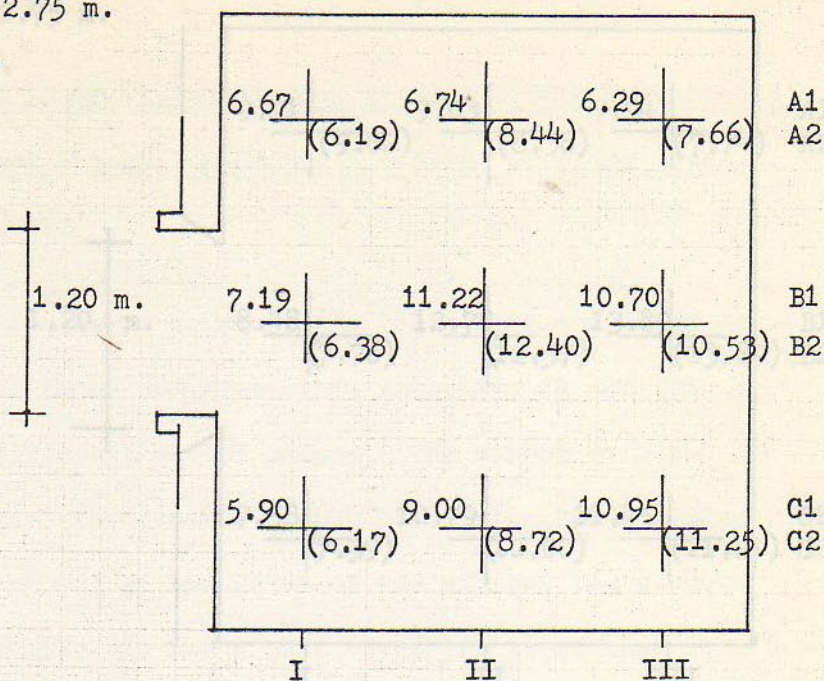 2.75 m.
6.67 6.74 6.29 A1
(6.19) (8.44) (7.66) A2
1.20 m. 7.19 11.22 10.70 B1
(6.38) (12.40) (10.53) B2
5.90 9.00 10.95 C1
(6.17) (8.72) (11.25) C2
I II III